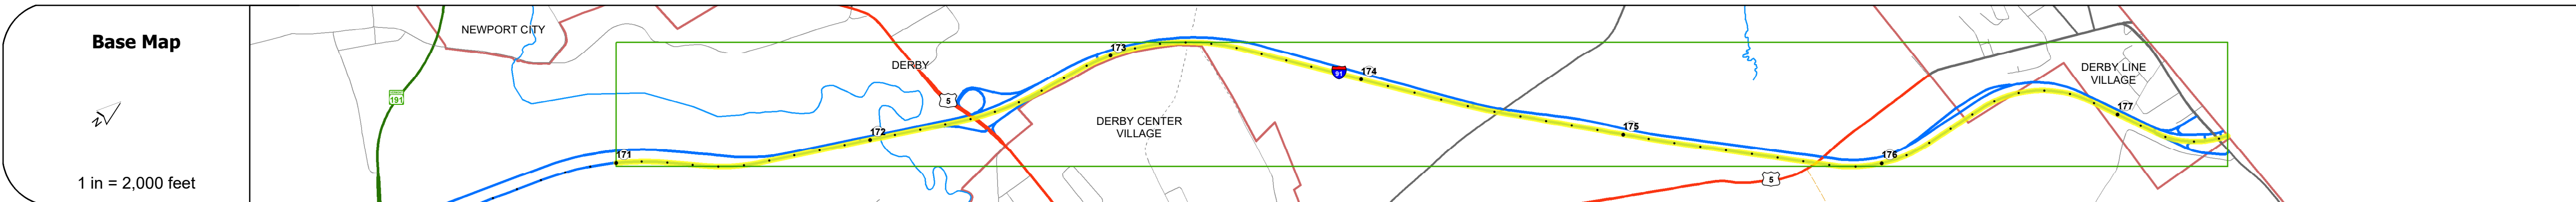 Base Map
N
1 in = 2,000 feet
191
NEWPORT CITY
DERBY
5
171
172
173
DERBY CENTER
VILLAGE
91
174
175
5
176
DERBY LINE
VILLAGE
177